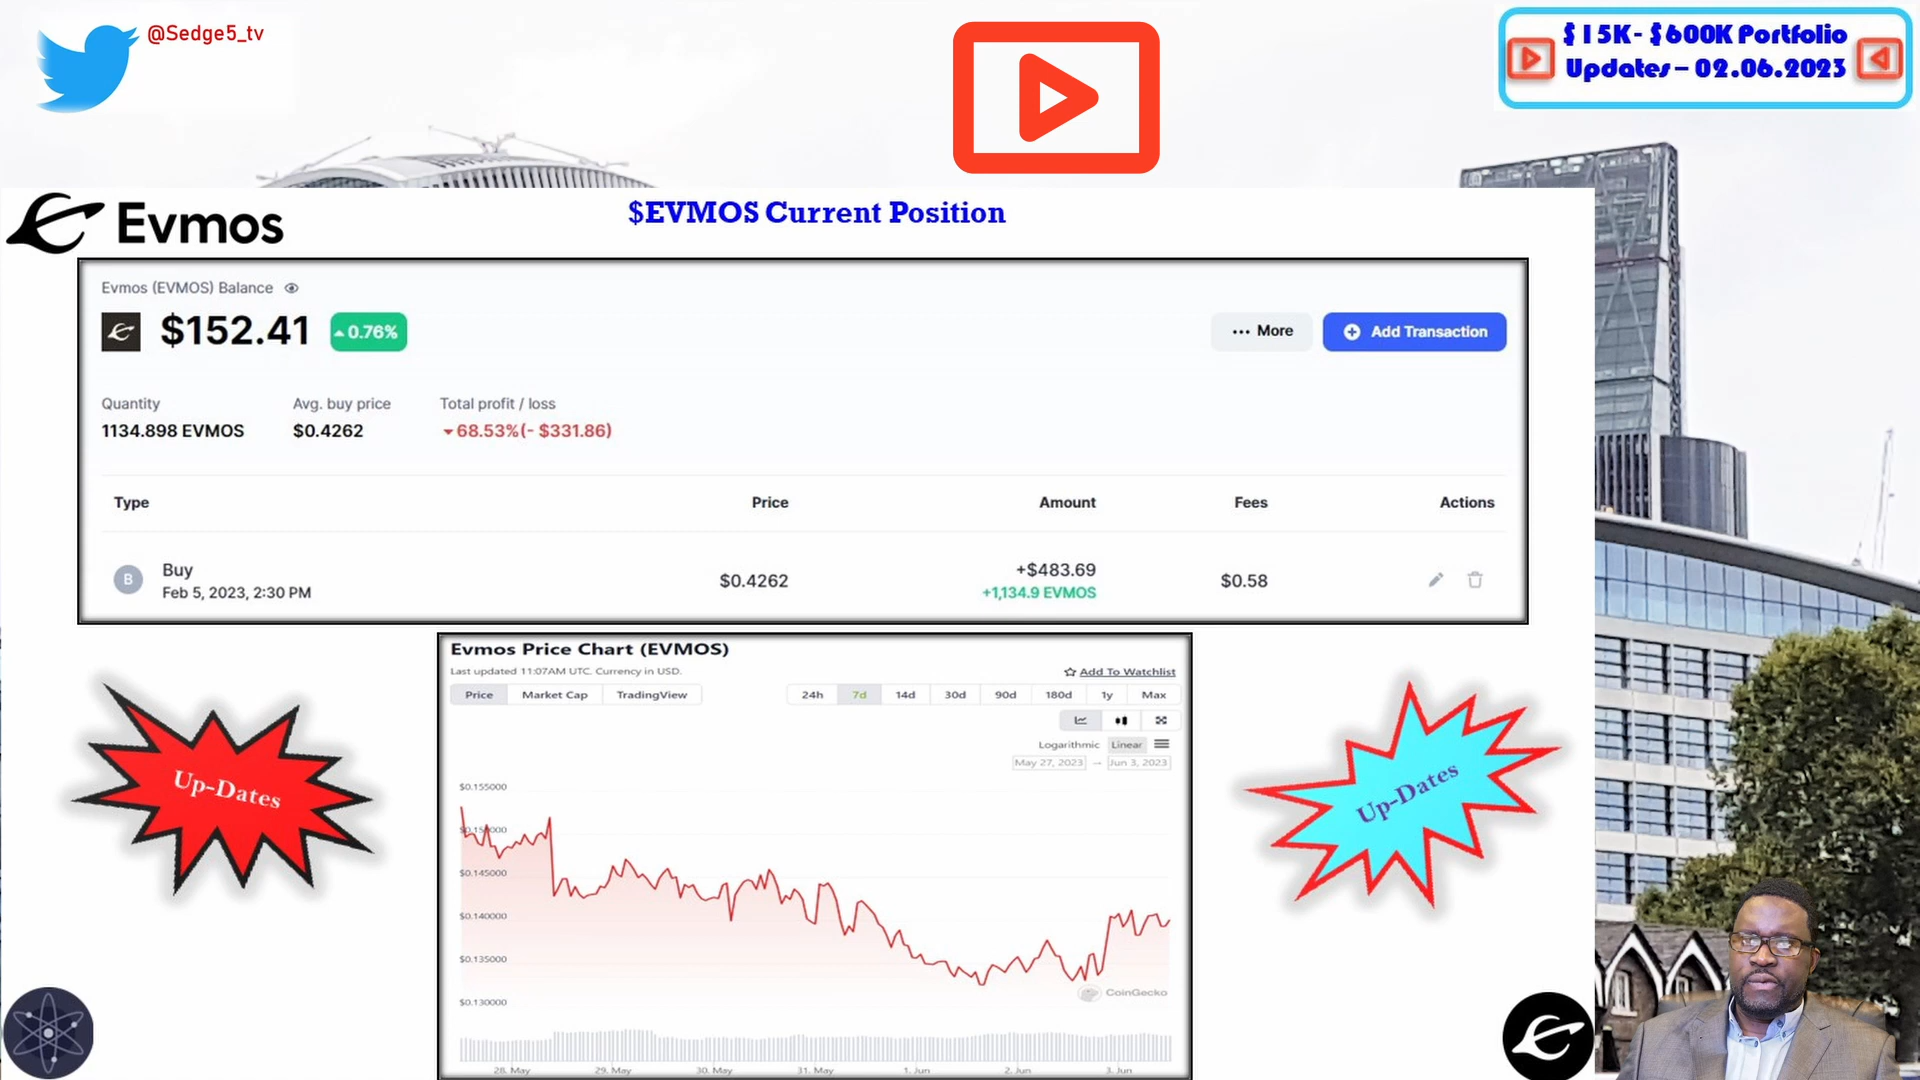 @Sedge5_tv
$15K- $600K Portfolio
Updates – 02.06.2023
Evmos
$EVMOS Current Position
Evmos (EVMOS) Balance
$152.41
0.76%
More
Add Transaction
Quantity
Avg. buy price
Total profit / loss
1134.898 EVMOS
$0.4262
68.53%(- $331.86)
Type
Price
Amount
Fees
Actions
B
Buy
Feb 5, 2023, 2:30 PM
$0.4262
+$483.69
+1,134.9 EVMOS
$0.58
Evmos Price Chart (EVMOS)
Last updated 11:07AM UTC. Currency in USD.
Add To Watchlist
Price
Market Cap
TradingView
24h
7d
14d
30d
90d
180d
1y
Max
Logarithmic
Linear
May 27, 2023 → Jun 3, 2023
$0.155000
$0.150000
$0.145000
$0.140000
$0.135000
$0.130000
CoinGecko
28. May
29. May
30. May
31. May
1. Jun
2. Jun
3. Jun
Up-Dates
Up-Dates